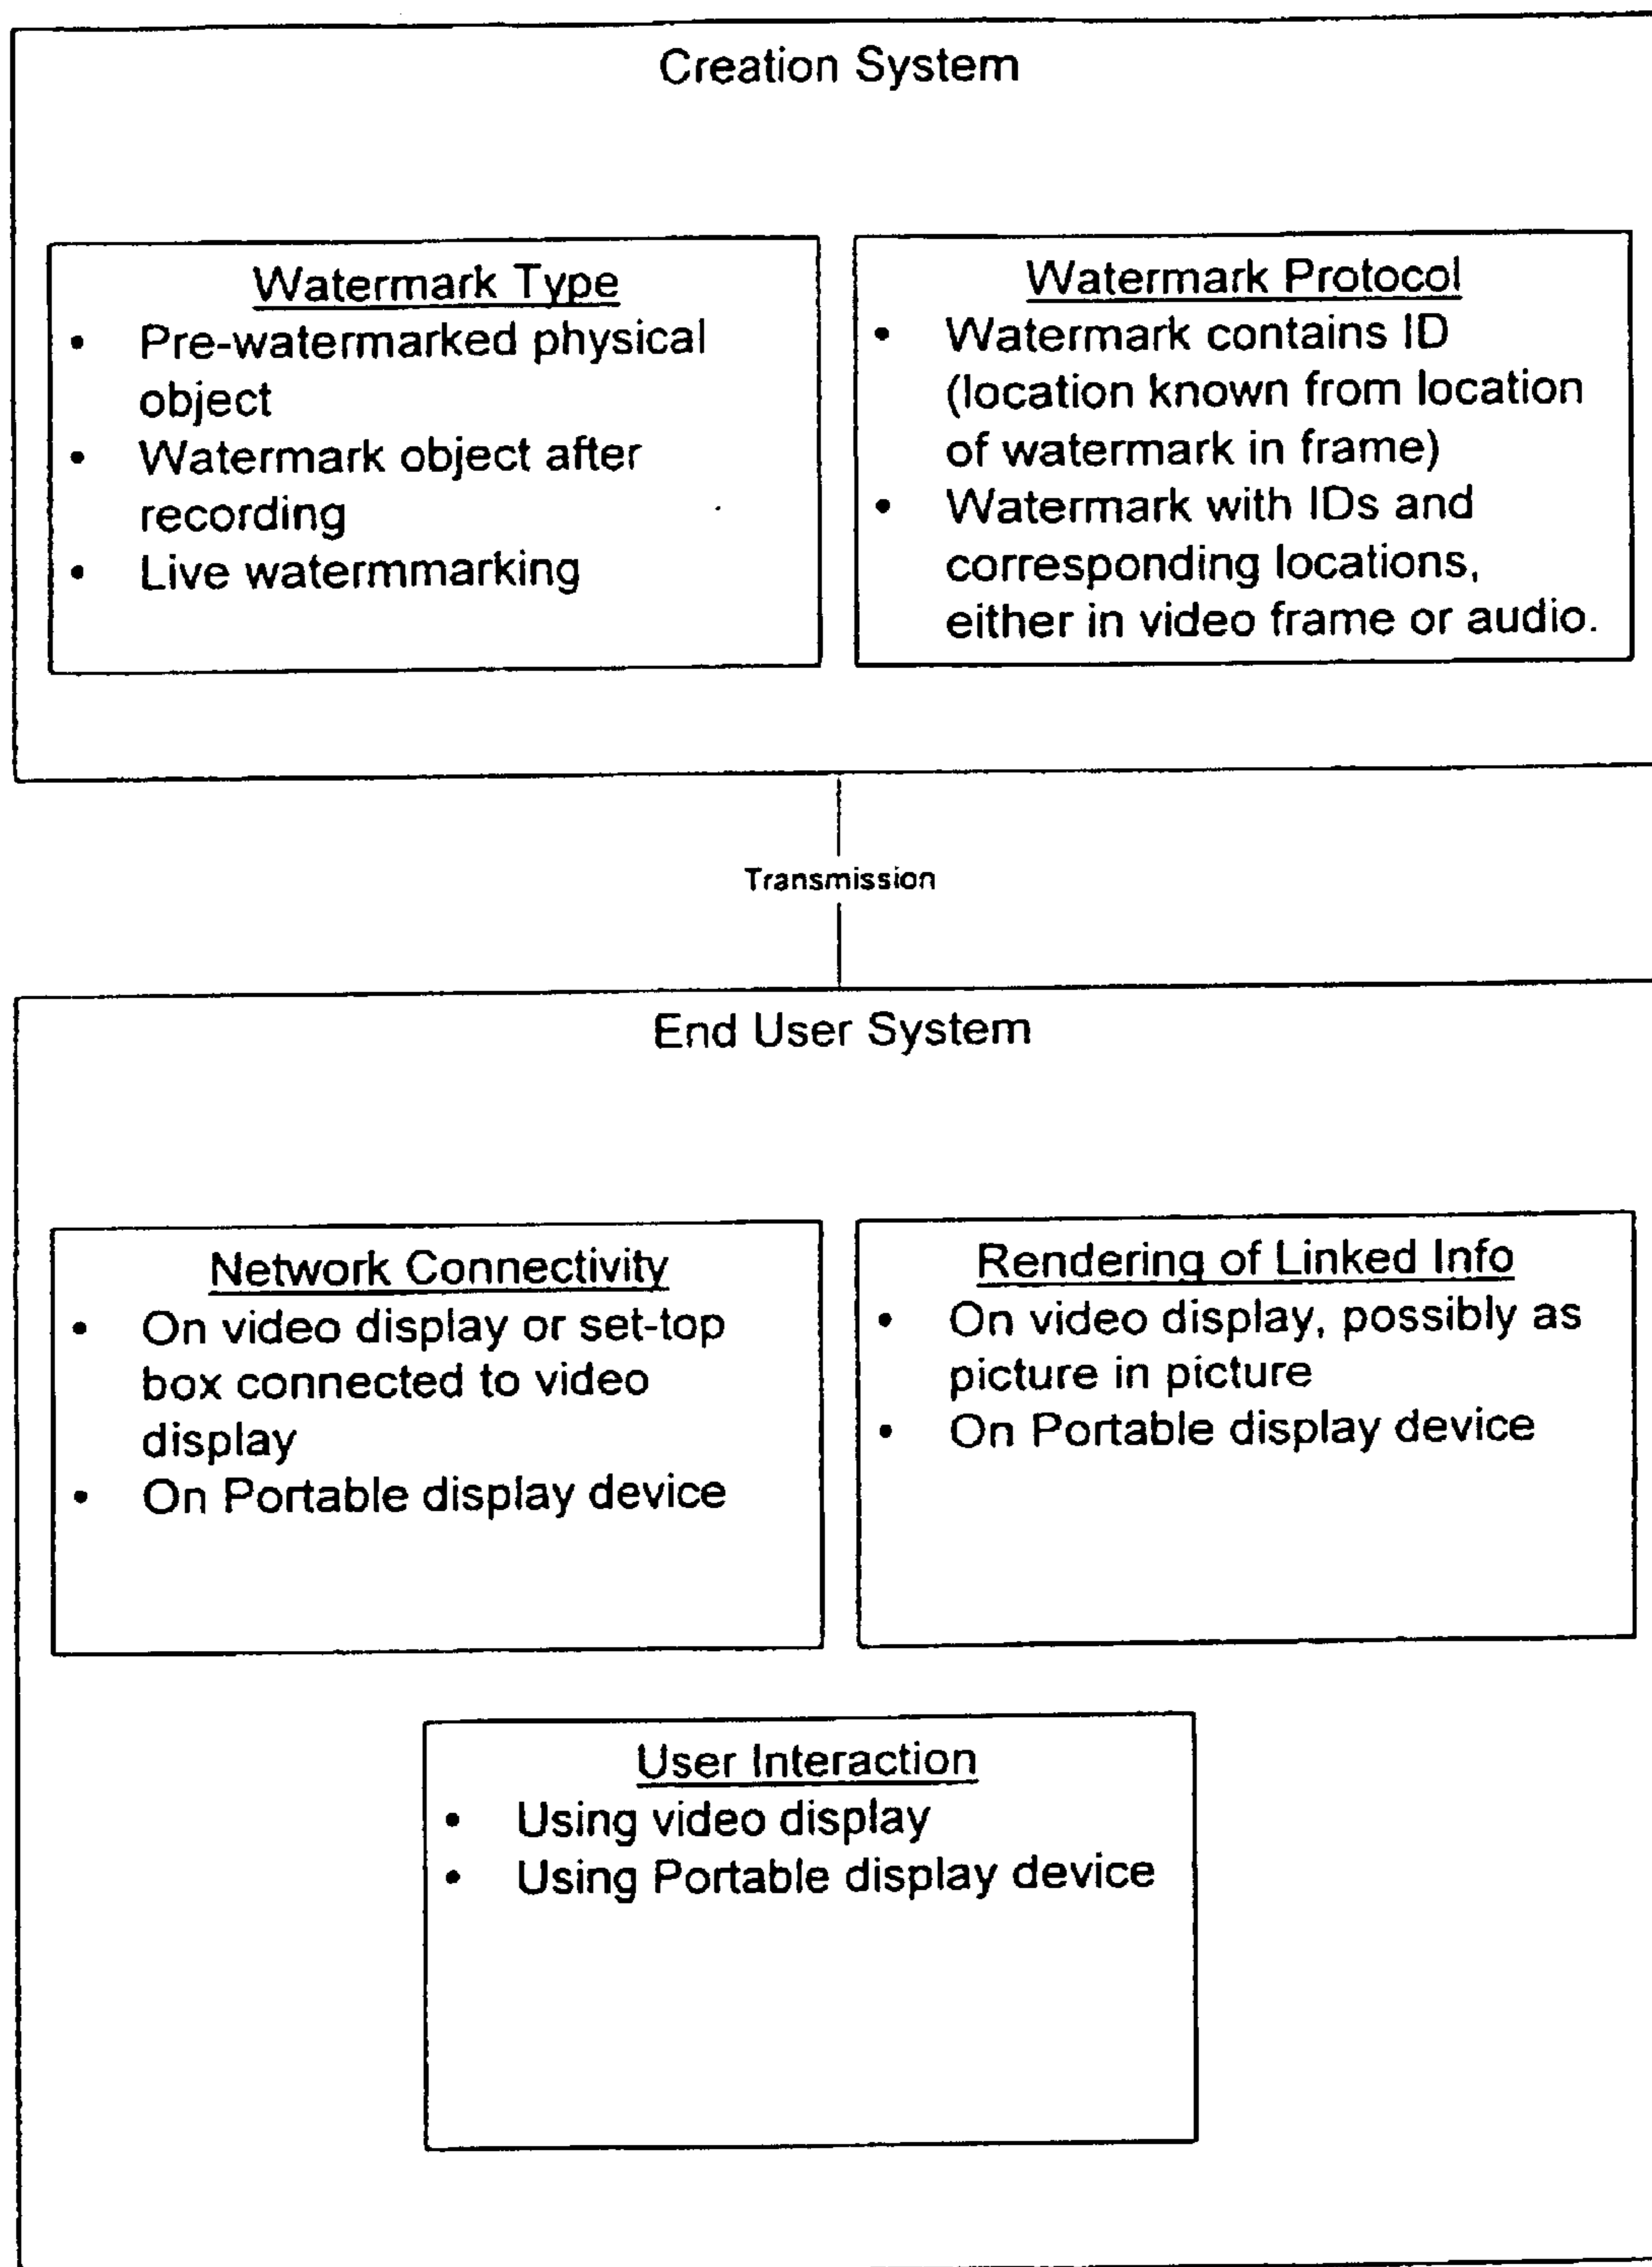 Creation System
Watermark Type
• Pre-watermarked physical
object
• Watermark object after
recording
• Live watermmarking
Watermark Protocol
• Watermark contains ID
(location known from location
of watermark in frame)
• Watermark with IDs and
corresponding locations,
either in video frame or audio.
Transmission
End User System
Network Connectivity
• On video display or set-top
box connected to video
display
• On Portable display device
Rendering of Linked Info
• On video display, possibly as
picture in picture
• On Portable display device
User Interaction
• Using video display
• Using Portable display device